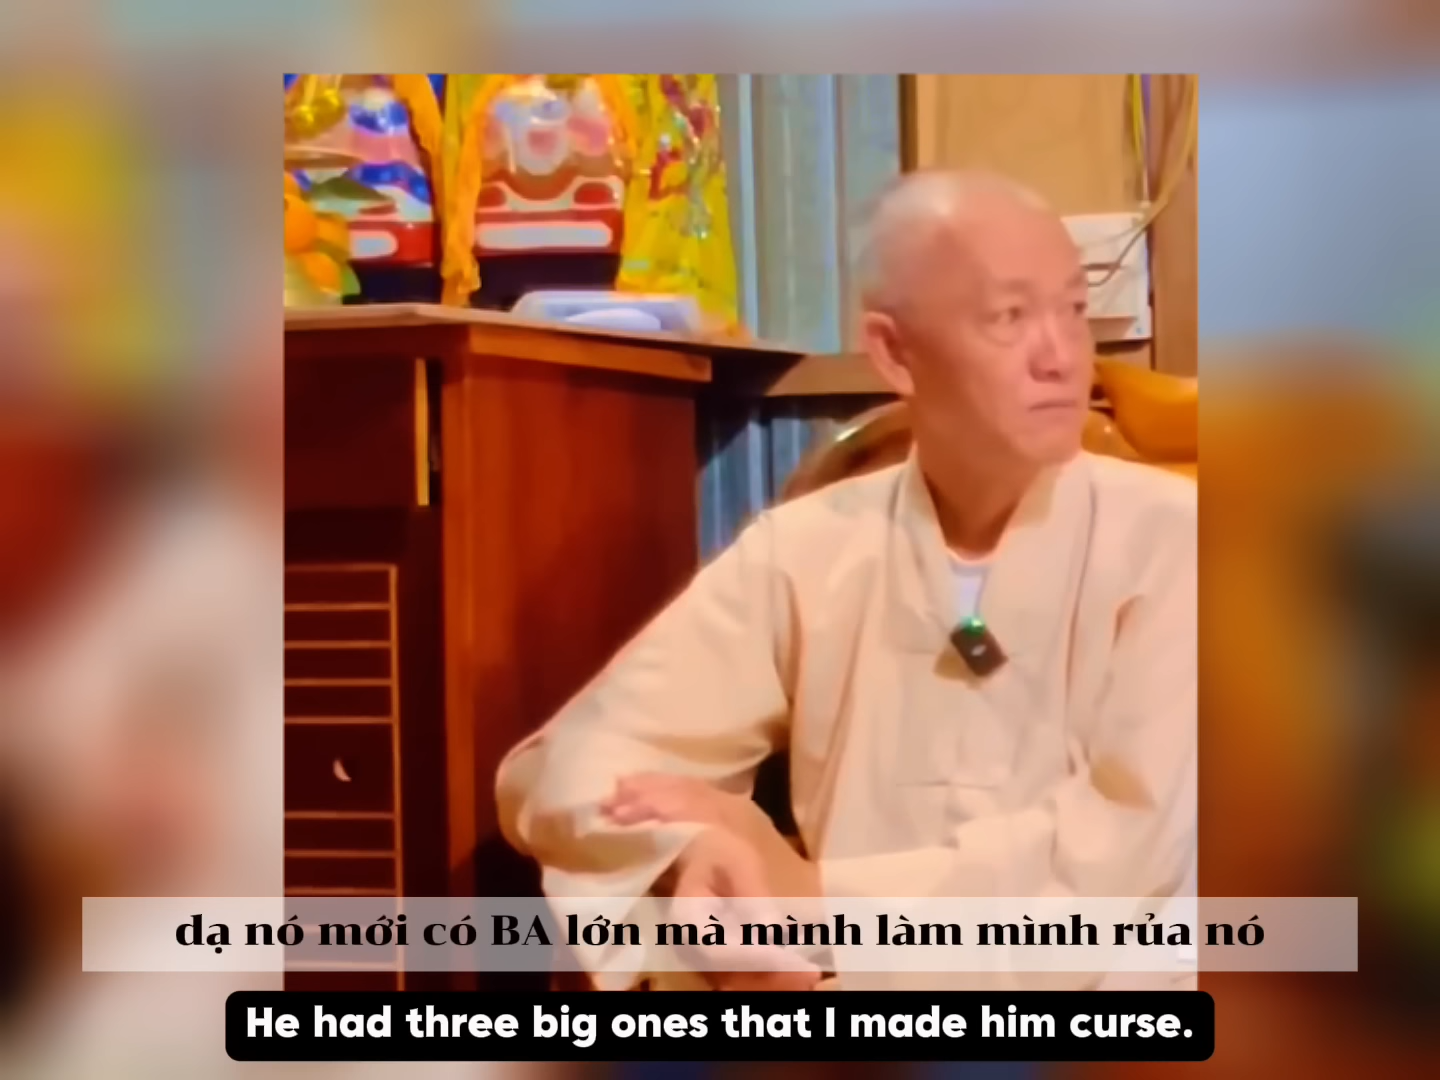 dạ nó mới có BA lớn mà mình làm mình rủa nó
He had three big ones that I made him curse.